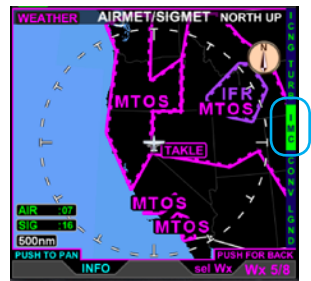 WEATHER AIRMET/SIGMET NORTH UP
N
ICNG
TURB
IMC
CONV
LGND
IFR
MTOS MTOS
TAKLE
MTOS
MTOS
AIR :07
SIG :16
500nm
PUSH TO PAN PUSH FOR BACK
INFO sel Wx Wx 5/8